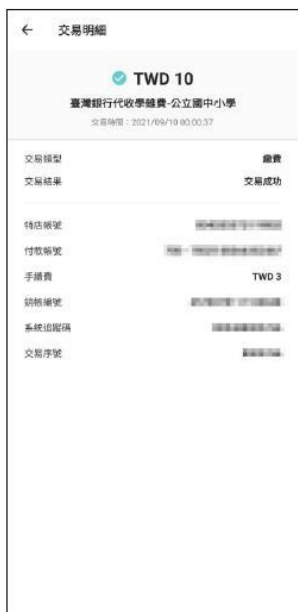 ← 交易明細
TWD 10
臺灣銀行代收學雜費-公立國中小學
交易時間：2021/09/10 00:00:37
交易類型 繳費
交易結果 交易成功
特店帳號
付款帳號
手續費 TWD 3
銷帳編號
系統追蹤碼
交易序號